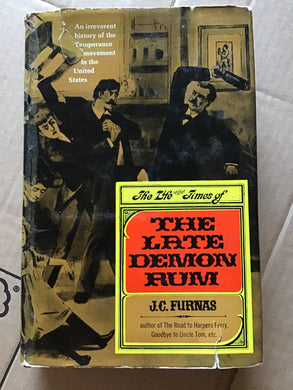 An irreverent
history of the
Temperance
movement
in the
United
States
The Life and Times of
THE
LATE
DEMON
RUM
J.C. FURNAS
author of The Road to Harpers Ferry,
Goodbye to Uncle Tom, etc.